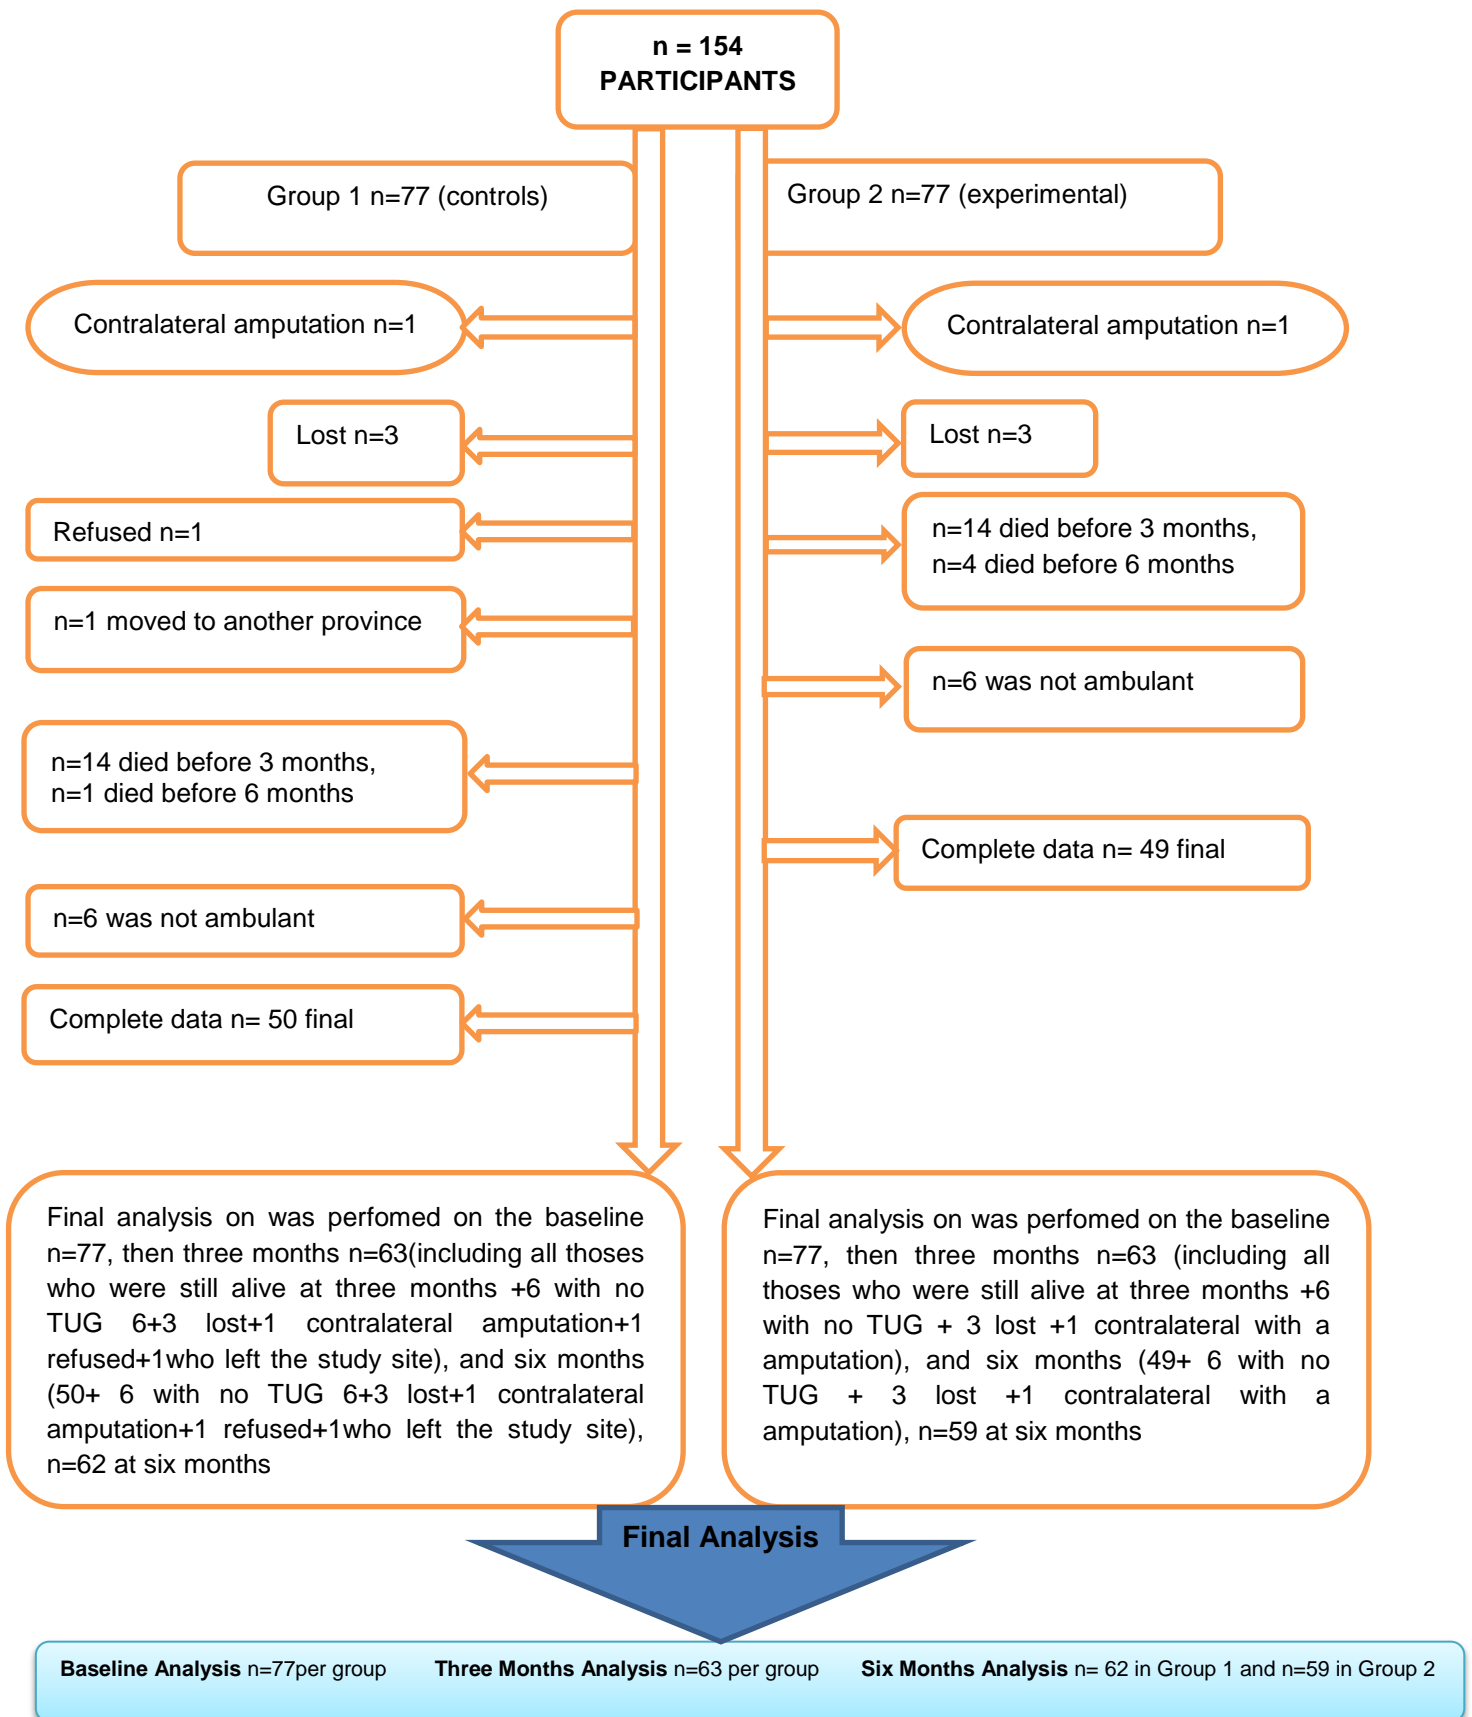 n = 154
PARTICIPANTS
Group 1 n=77 (controls)
Group 2 n=77 (experimental)
Contralateral amputation n=1
Contralateral amputation n=1
Lost n=3
Lost n=3
Refused n=1
n=14 died before 3 months,
n=4 died before 6 months
n=1 moved to another province
n=6 was not ambulant
n=14 died before 3 months,
n=1 died before 6 months
Complete data n= 49 final
n=6 was not ambulant
Complete data n= 50 final
Final analysis on was perfomed on the baseline
n=77, then three months n=63(including all thoses
who were still alive at three months +6 with no
TUG 6+3 lost+1 contralateral amputation+1
refused+1who left the study site), and six months
(50+ 6 with no TUG 6+3 lost+1 contralateral
amputation+1 refused+1who left the study site),
n=62 at six months
Final analysis on was perfomed on the baseline
n=77, then three months n=63 (including all
thoses who were still alive at three months +6
with no TUG + 3 lost +1 contralateral with a
amputation), and six months (49+ 6 with no
TUG + 3 lost +1 contralateral with a
amputation), n=59 at six months
Final Analysis
Baseline Analysis n=77per group Three Months Analysis n=63 per group Six Months Analysis n= 62 in Group 1 and n=59 in Group 2